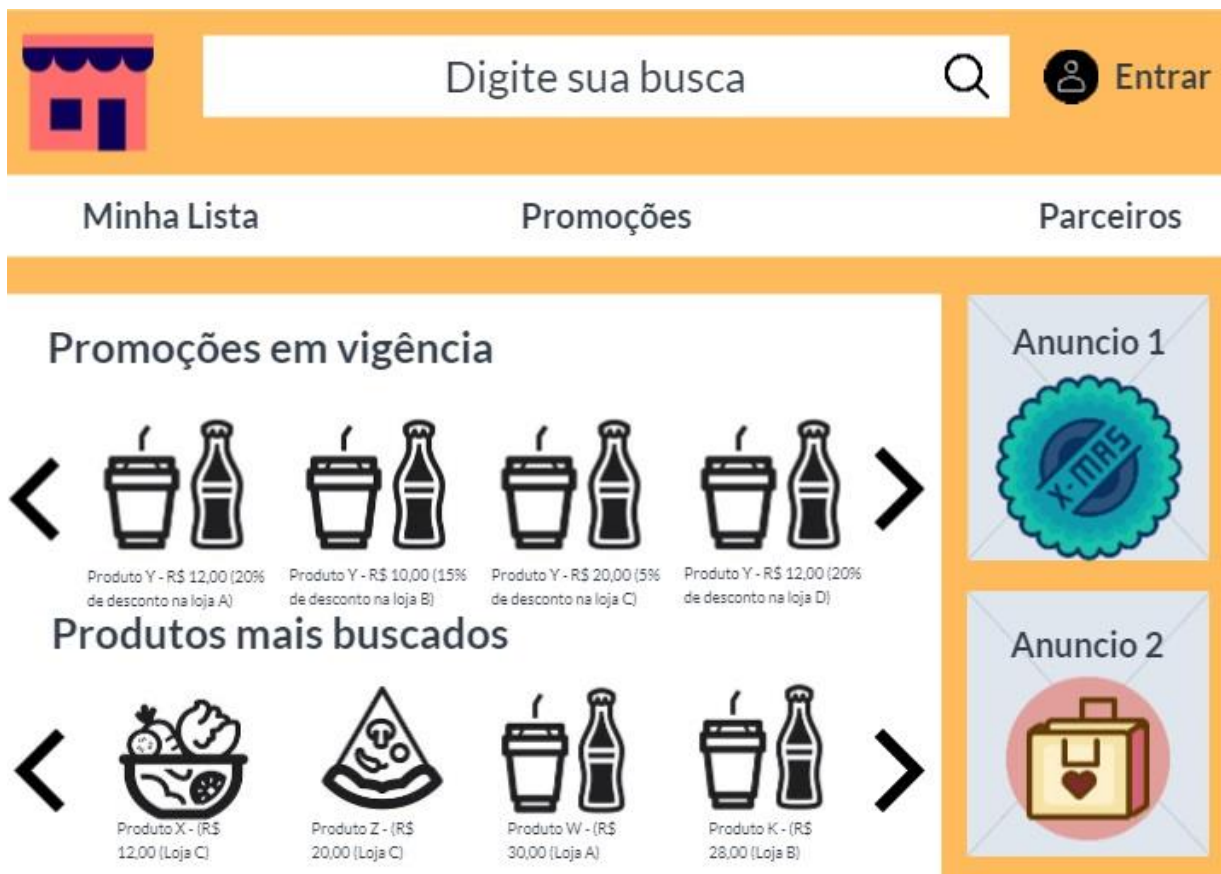 Digite sua busca
Entrar
Minha Lista
Promoções
Parceiros
Promoções em vigência
Produto Y - R$ 12,00 (20%
de desconto na loja A)
Produto Y - R$ 10,00 (15%
de desconto na loja B)
Produto Y - R$ 20,00 (5%
de desconto na loja C)
Produto Y - R$ 12,00 (20%
de desconto na loja D)
Produtos mais buscados
Produto X - (R$
12,00 (Loja C)
Produto Z - (R$
20,00 (Loja C)
Produto W - (R$
30,00 (Loja A)
Produto K - (R$
28,00 (Loja B)
Anuncio 1
X-MAS
Anuncio 2